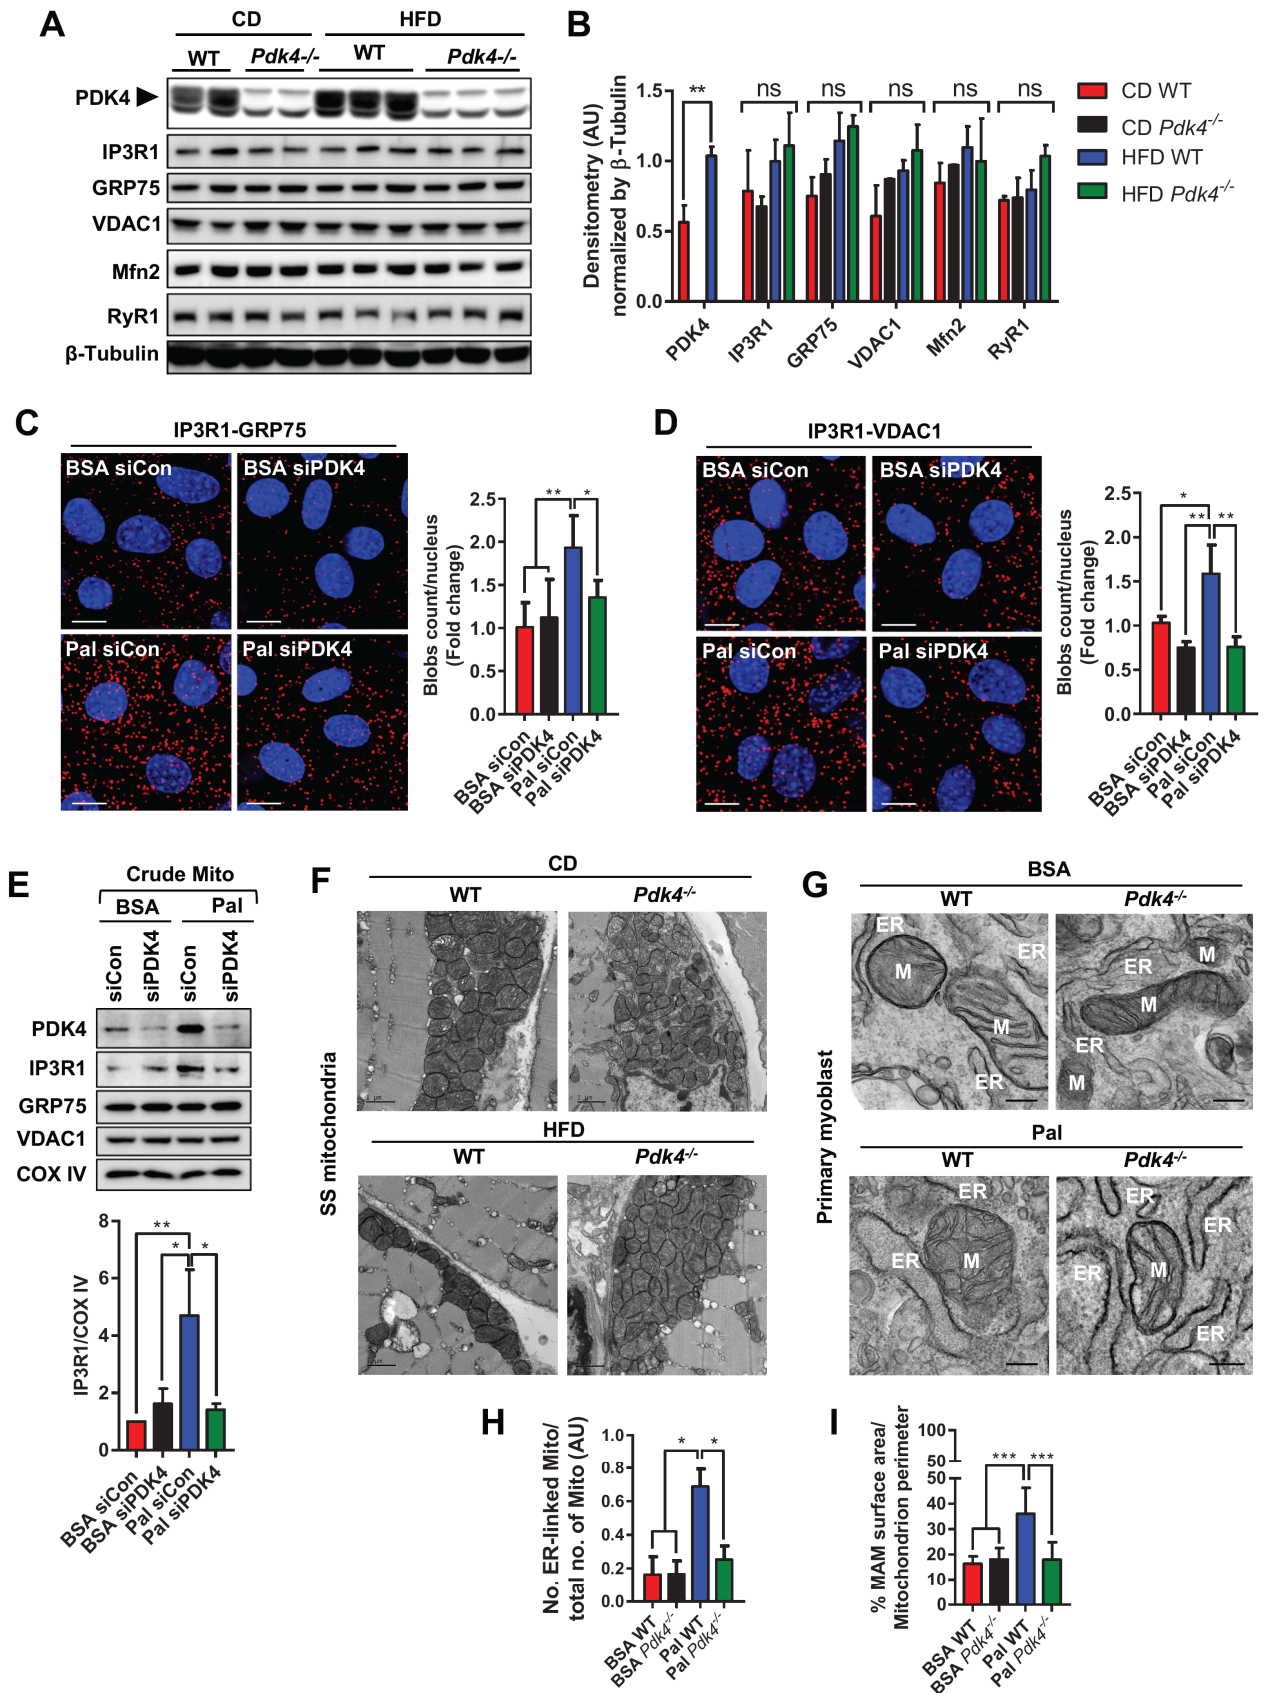 A
CD HFD
WT Pdk4-/- WT Pdk4-/-
PDK4
IP3R1
GRP75
VDAC1
Mfn2
RyR1
β-Tubulin
B
Densitometry (AU)
normalized by β-Tubulin
1.5
1.0
0.5
0.0
** ns ns ns ns ns
PDK4 IP3R1 GRP75 VDAC1 Mfn2 RyR1
CD WT
CD Pdk4-/-
HFD WT
HFD Pdk4-/-
C
IP3R1-GRP75
BSA siCon BSA siPDK4
Pal siCon Pal siPDK4
Blobs count/nucleus
(Fold change)
2.5
2.0
1.5
1.0
0.5
0.0
** *
BSA siCon
BSA siPDK4
Pal siCon
Pal siPDK4
D
IP3R1-VDAC1
BSA siCon BSA siPDK4
Pal siCon Pal siPDK4
Blobs count/nucleus
(Fold change)
2.5
2.0
1.5
1.0
0.5
0.0
*
** **
BSA siCon
BSA siPDK4
Pal siCon
Pal siPDK4
E
Crude Mito
BSA Pal
siCon siPDK4 siCon siPDK4
PDK4
IP3R1
GRP75
VDAC1
COX IV
IP3R1/COX IV
8
6
4
2
0
**
* *
BSA siCon
BSA siPDK4
Pal siCon
Pal siPDK4
F
SS mitochondria
CD
WT Pdk4-/-
1 µm
HFD
WT Pdk4-/-
G
Primary myoblast
BSA
WT Pdk4-/-
ER ER M M ER
ER M M ER M
Pal
WT Pdk4-/-
ER ER M
ER ER ER M ER
H
No. ER-linked Mito/
total no. of Mito (AU)
1.0
0.8
0.6
0.4
0.2
0.0
* *
BSA WT
BSA Pdk4-/-
Pal WT
Pal Pdk4-/-
I
% MAM surface area/
Mitochondrion perimeter
100
50
50
40
30
20
10
0
*** ***
BSA WT
BSA Pdk4-/-
Pal WT
Pal Pdk4-/-